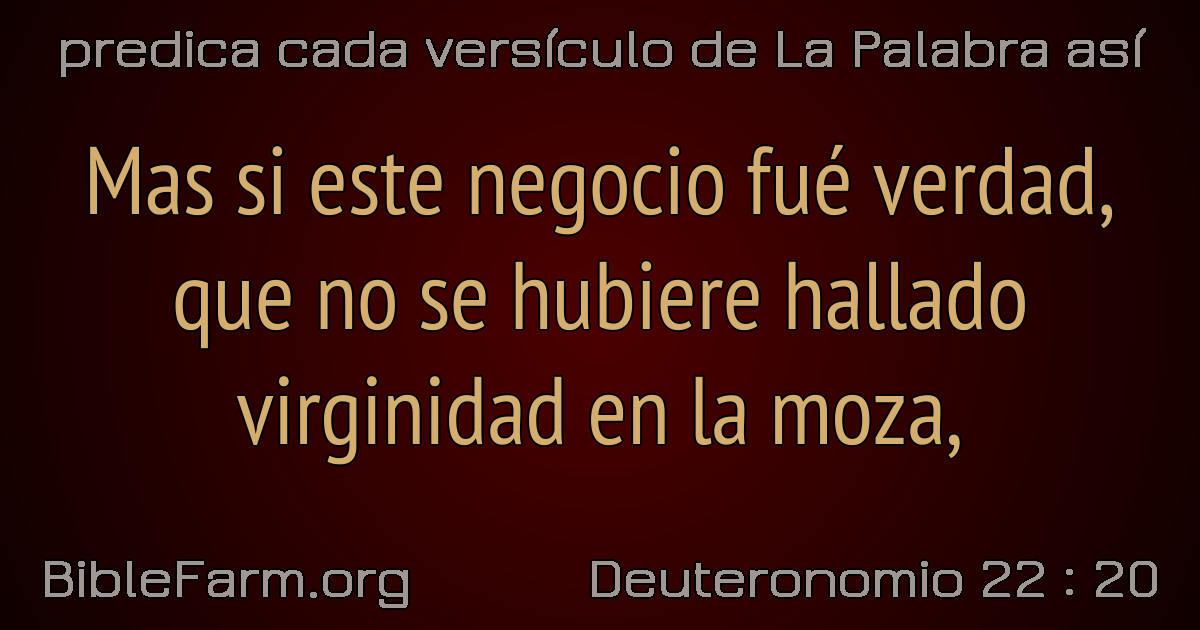 predica cada versículo de La Palabra así
Mas si este negocio fué verdad,
que no se hubiere hallado
virginidad en la moza,
BibleFarm.org
Deuteronomio 22 : 20